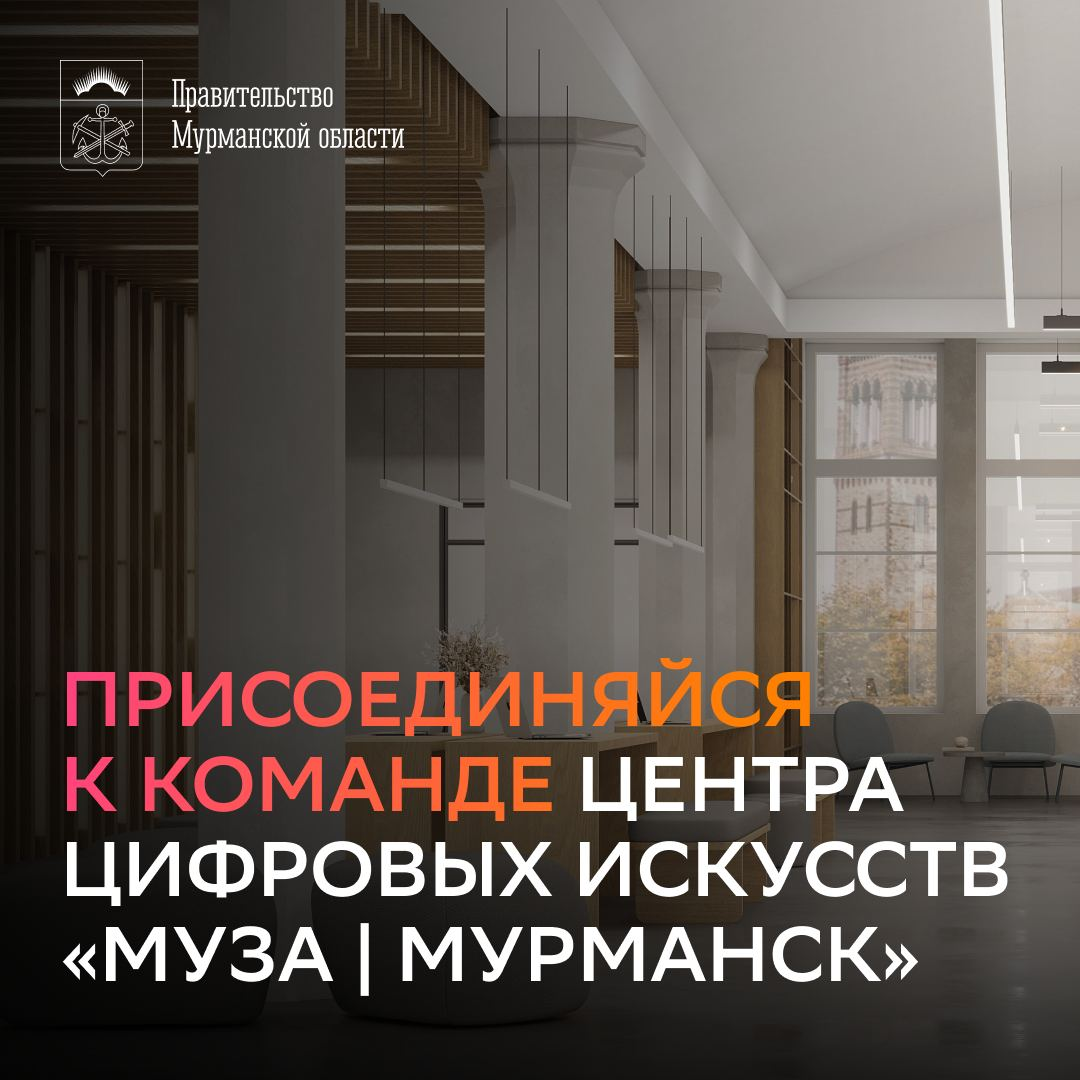 Правительство
Мурманской области
ПРИСОЕДИНЯЙСЯ
К КОМАНДЕ ЦЕНТРА
ЦИФРОВЫХ ИСКУССТВ
«МУЗА | МУРМАНСК»